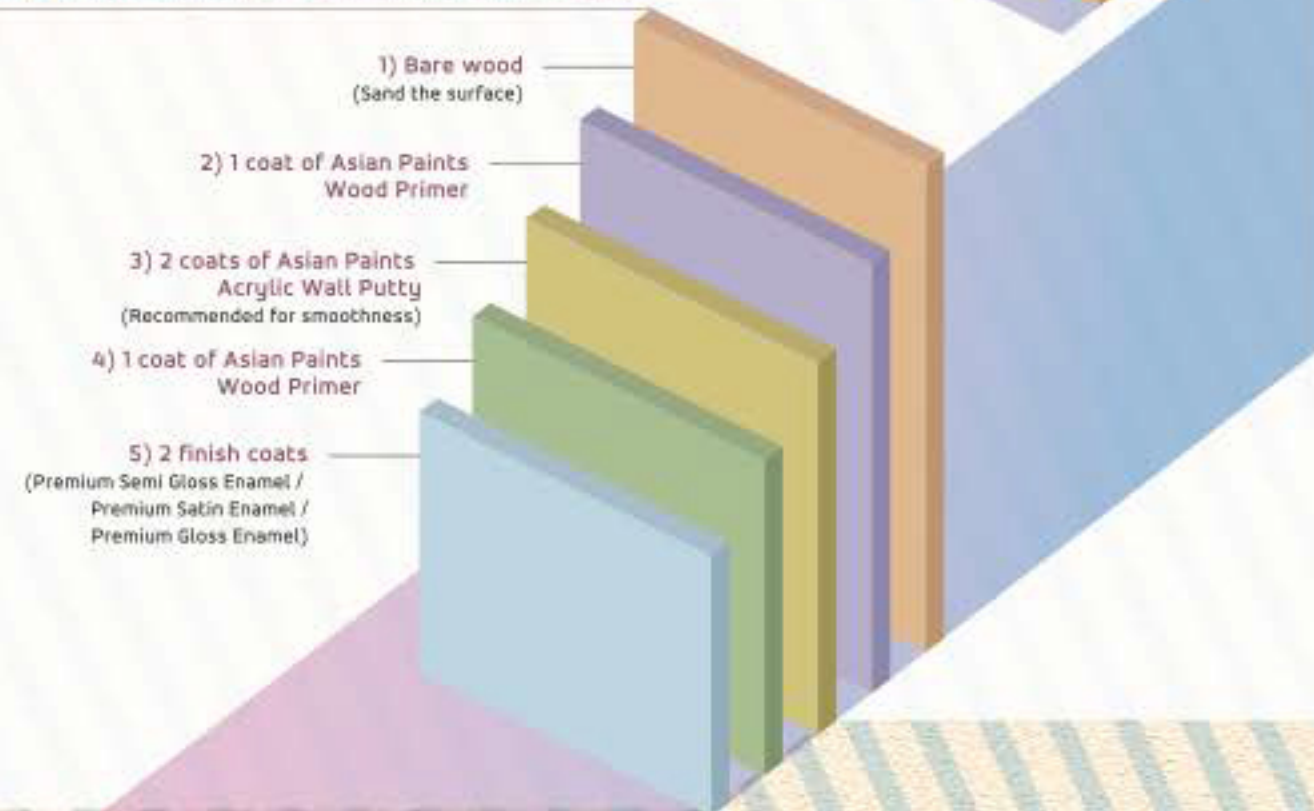 1) Bare wood
(Sand the surface)
2) 1 coat of Asian Paints
Wood Primer
3) 2 coats of Asian Paints
Acrylic Wall Putty
(Recommended for smoothness)
4) 1 coat of Asian Paints
Wood Primer
5) 2 finish coats
(Premium Semi Gloss Enamel /
Premium Satin Enamel /
Premium Gloss Enamel)